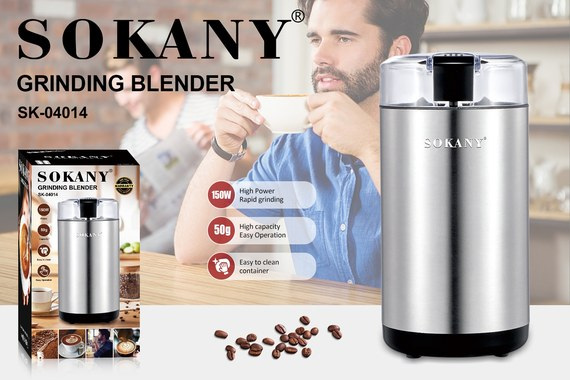 SOKANY®
GRINDING BLENDER
SK-04014
150W
High Power
Rapid grinding
50g
High capacity
Easy Operation
Easy to clean
container
SOKANY®
SOKANY®
GRINDING BLENDER
SK-04014